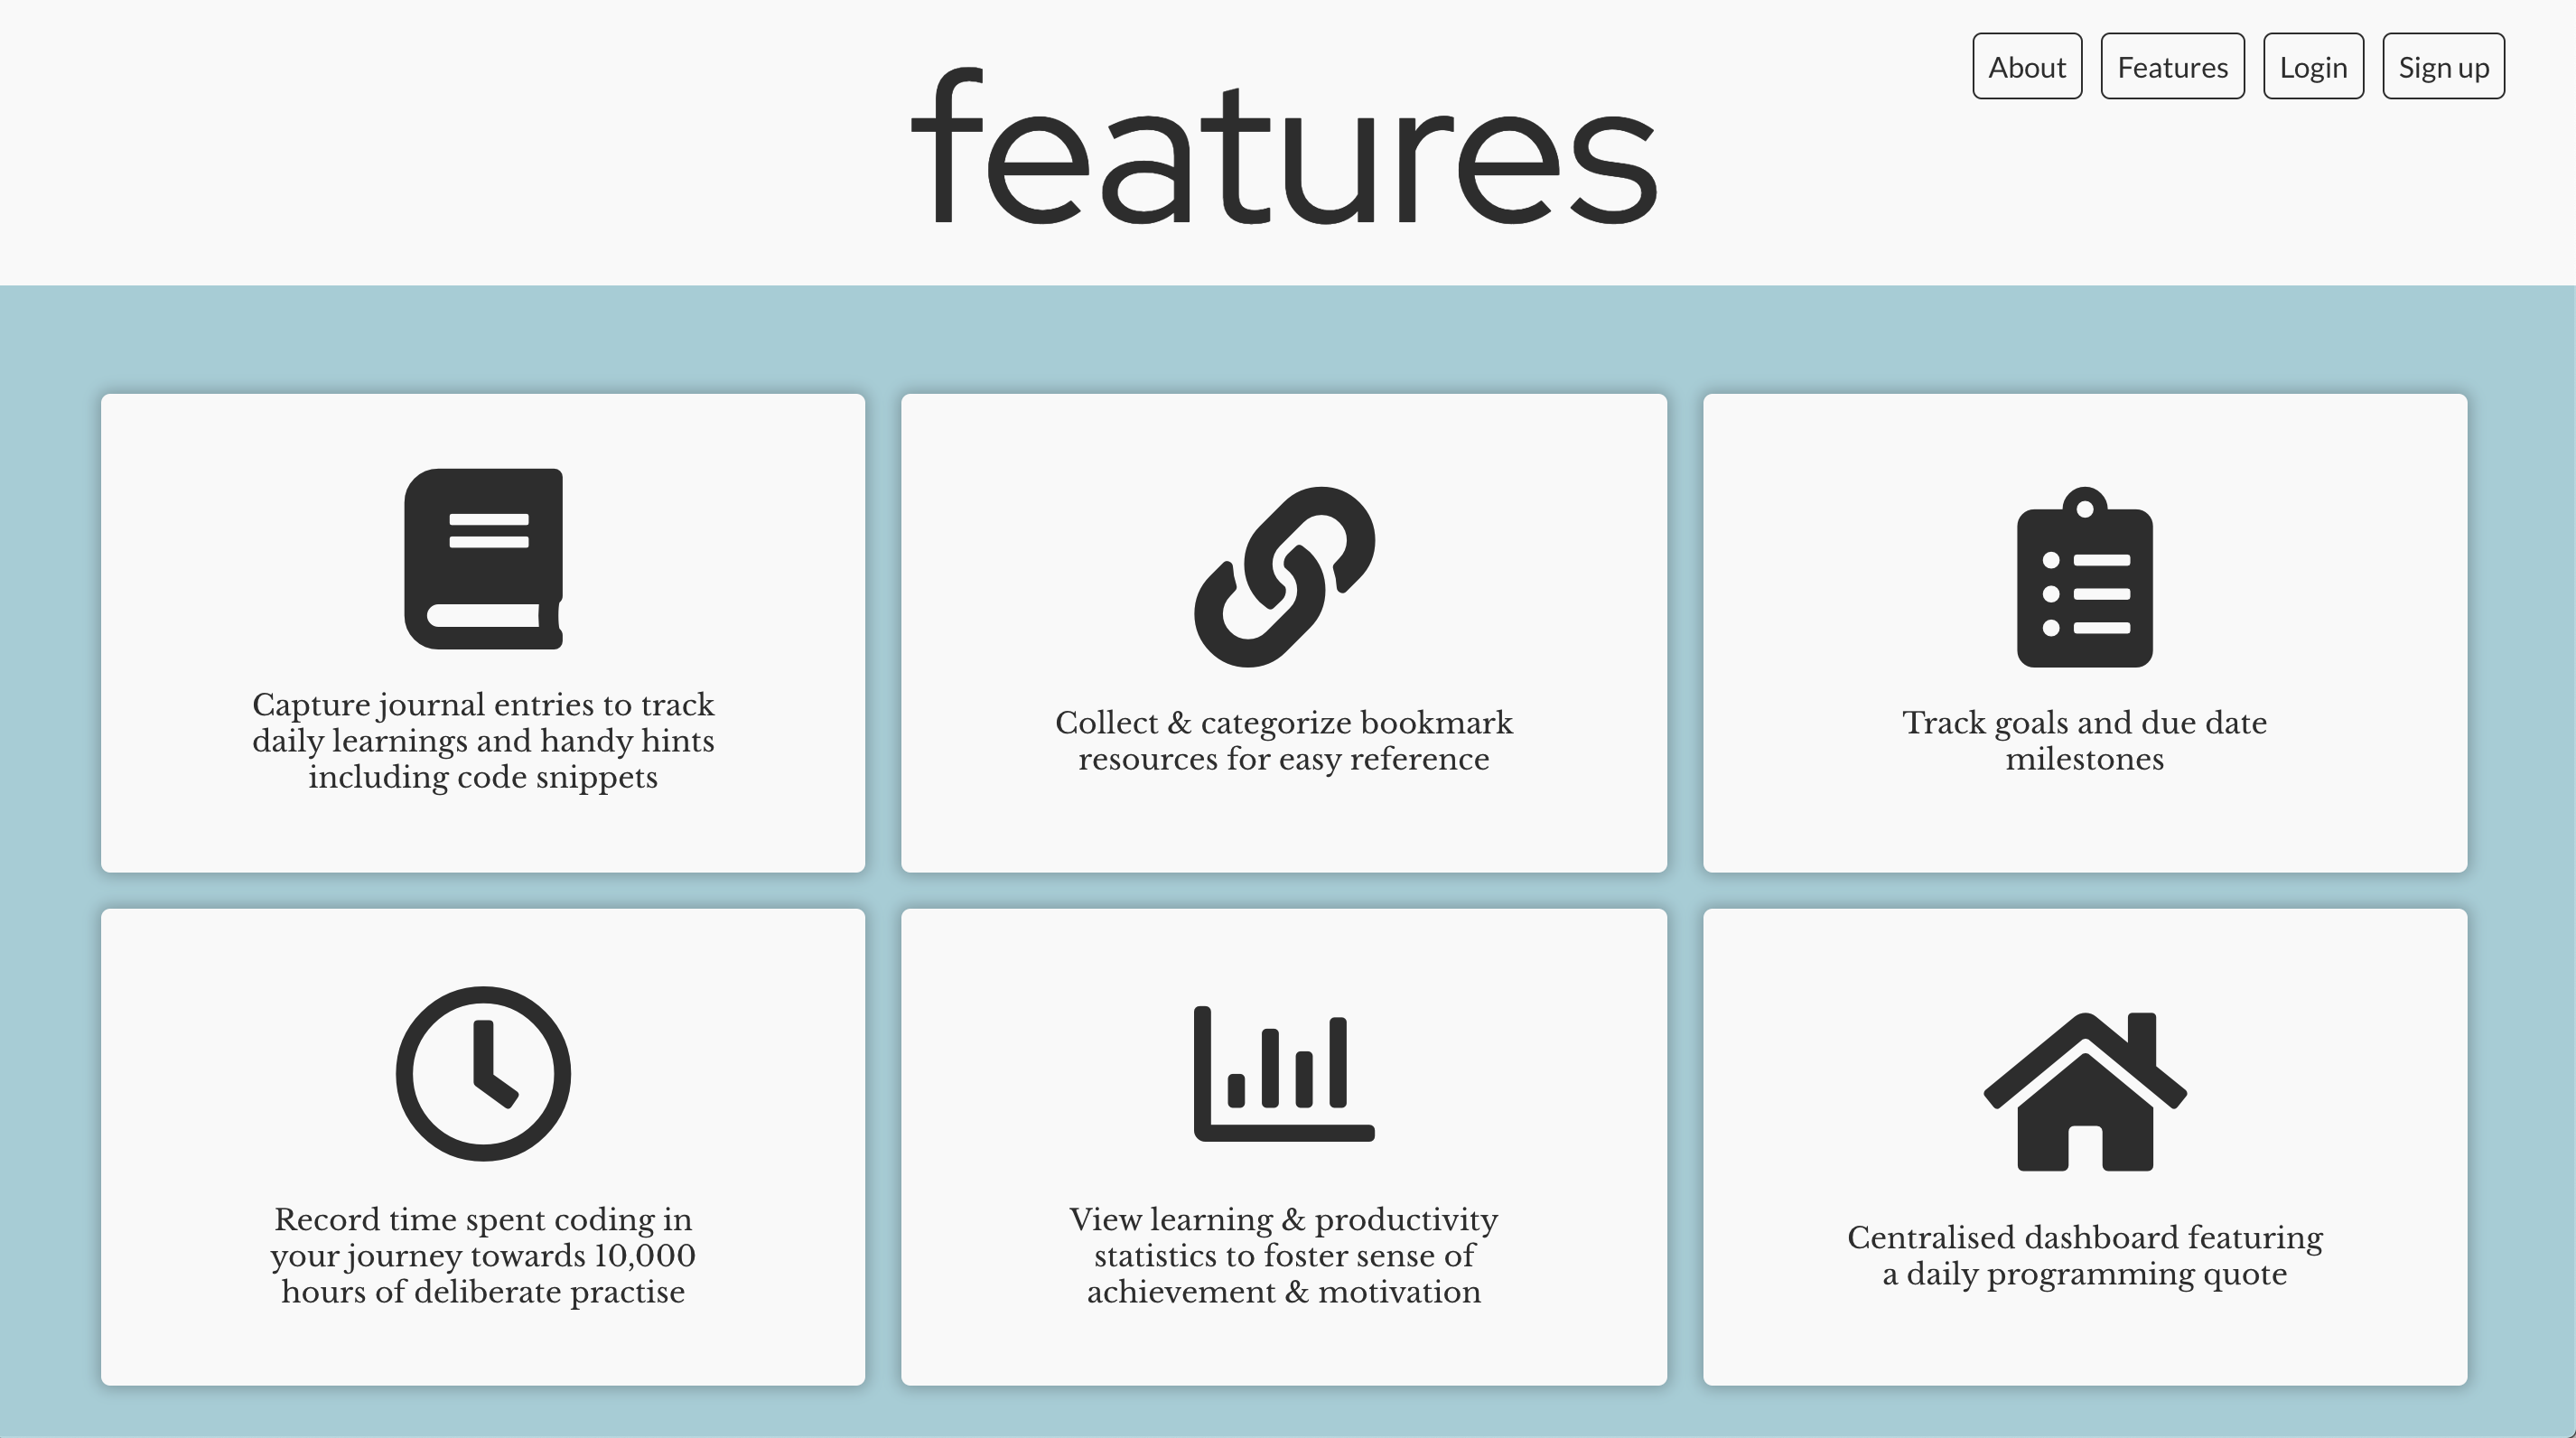 About
Features
Login
Sign up
features
Capture journal entries to track
daily learnings and handy hints
including code snippets
Collect & categorize bookmark
resources for easy reference
Track goals and due date
milestones
Record time spent coding in
your journey towards 10,000
hours of deliberate practise
View learning & productivity
statistics to foster sense of
achievement & motivation
Centralised dashboard featuring
a daily programming quote